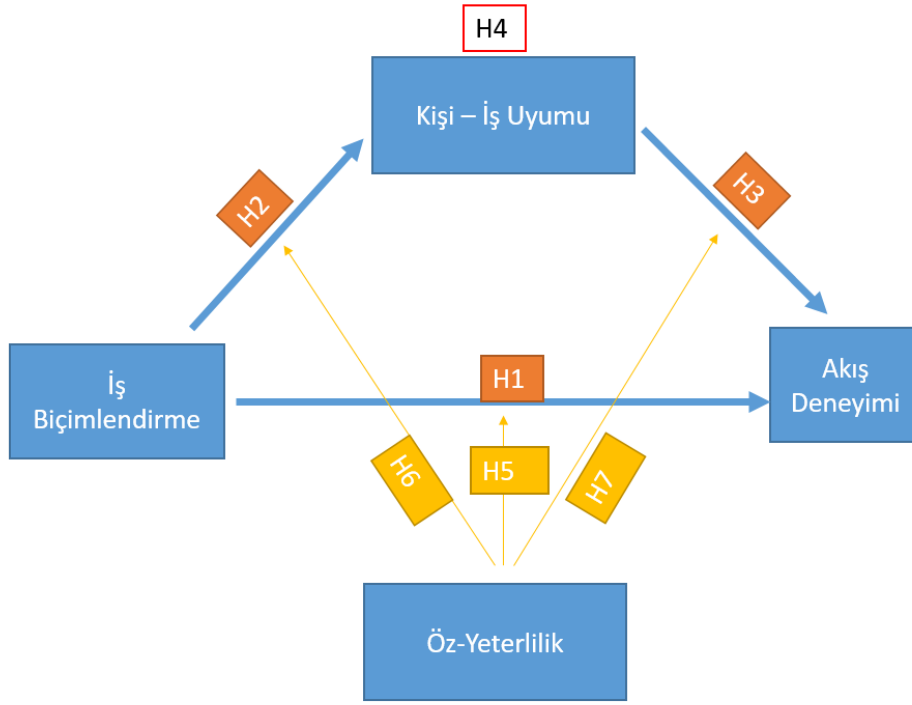 H4
Kişi – İş Uyumu
H2
H3
İş
Biçimlendirme
H1
Akış
Deneyimi
H6
H5
H7
Öz-Yeterlilik